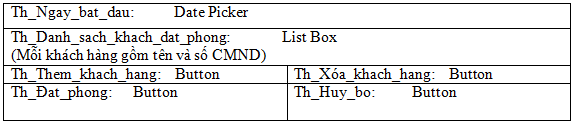 Th_Ngay_bat_dau: Date Picker
Th_Danh_sach_khach_dat_phong: List Box
(Mỗi khách hàng gồm tên và số CMND)
Th_Them_khach_hang: Button Th_Xóa_khach_hang: Button
Th_Đat_phong: Button Th_Huy_bo: Button